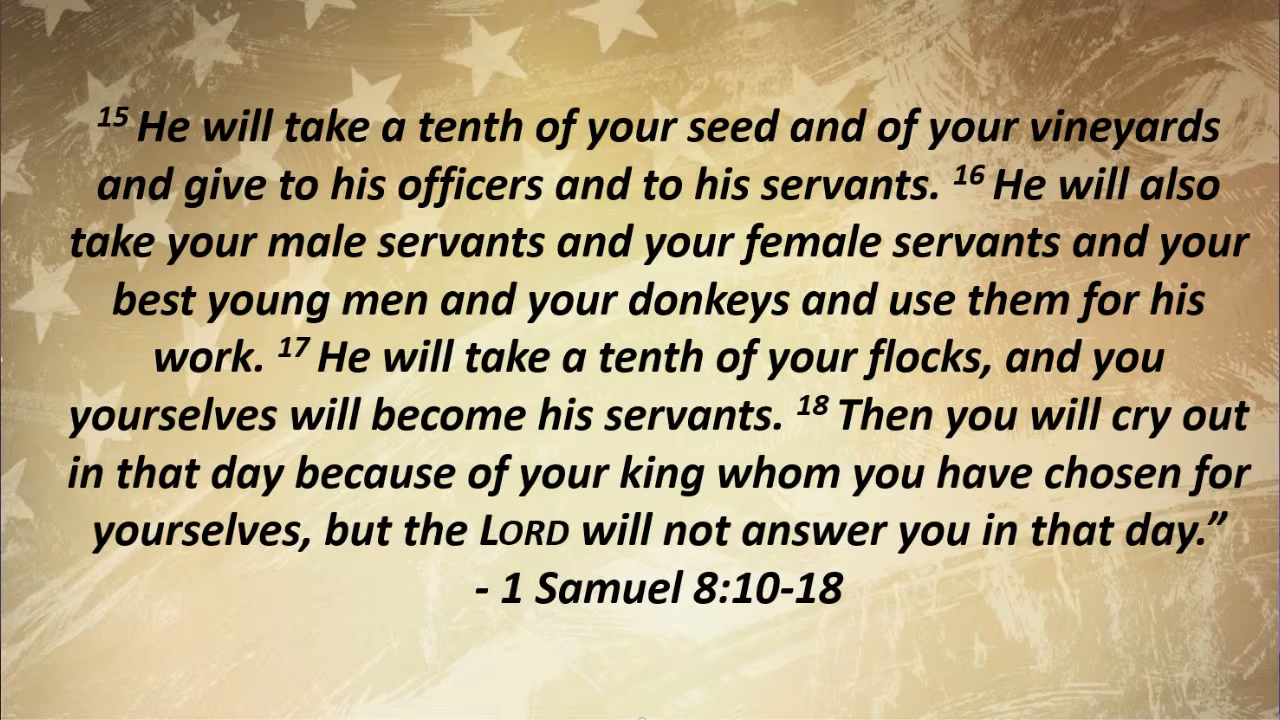 15 He will take a tenth of your seed and of your vineyards
and give to his officers and to his servants. 16 He will also
take your male servants and your female servants and your
best young men and your donkeys and use them for his
work. 17 He will take a tenth of your flocks, and you
yourselves will become his servants. 18 Then you will cry out
in that day because of your king whom you have chosen for
yourselves, but the LORD will not answer you in that day.”
- 1 Samuel 8:10-18